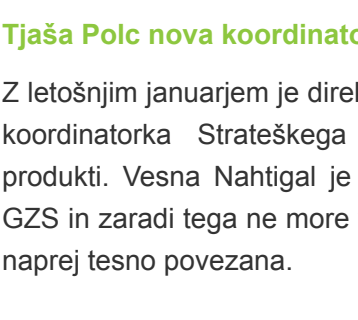 Tjaša Polc nova koordinato
Z letošnjim januarjem je direk
koordinatorka Strateškega
produkti. Vesna Nahtigal je
GZS in zaradi tega ne more
naprej tesno povezana.